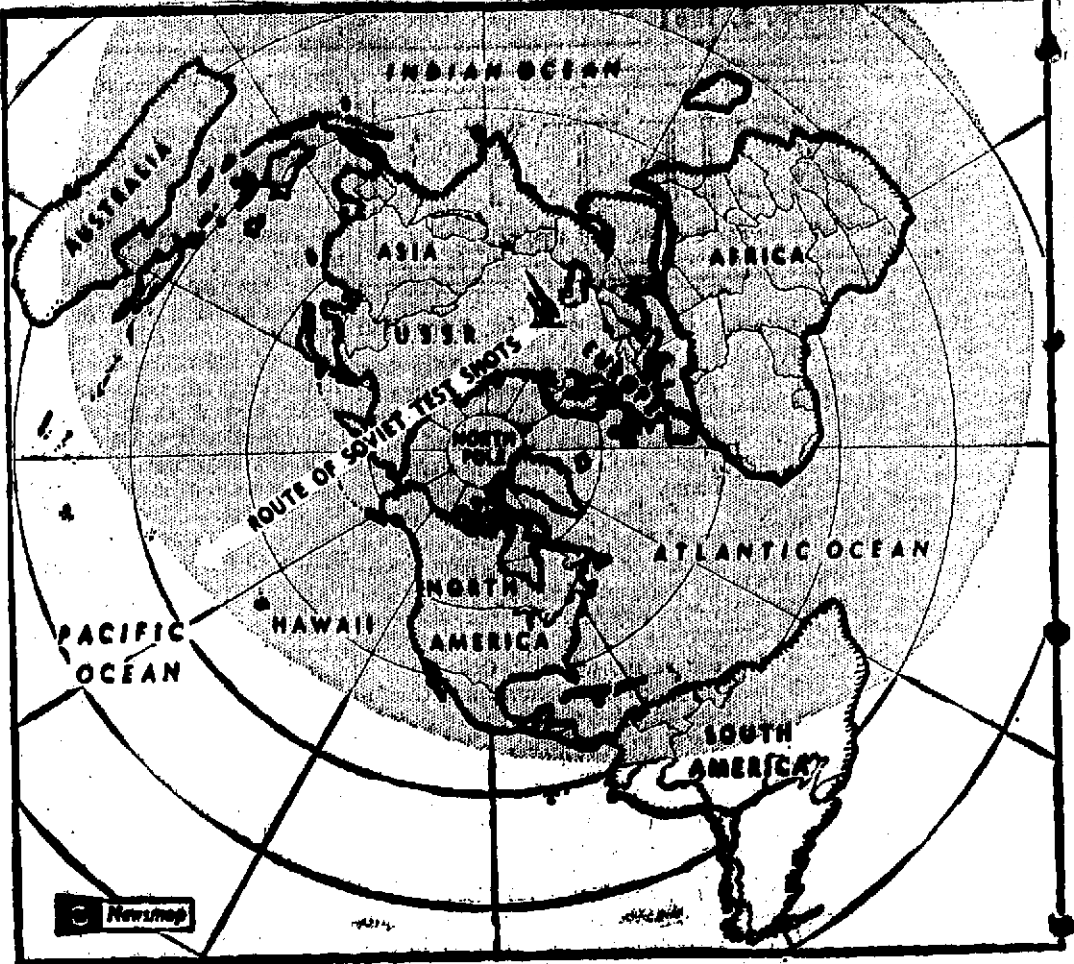 INDIAN OCEAN
AUSTRALIA
ASIA
AFRICA
U.S.S.R.
ROUTE OF SOVIET TEST SHOTS
NORTH
POLE
ATLANTIC OCEAN
NORTH
AMERICA
HAWAII
PACIFIC
OCEAN
SOUTH
AMERICA
Newsmap